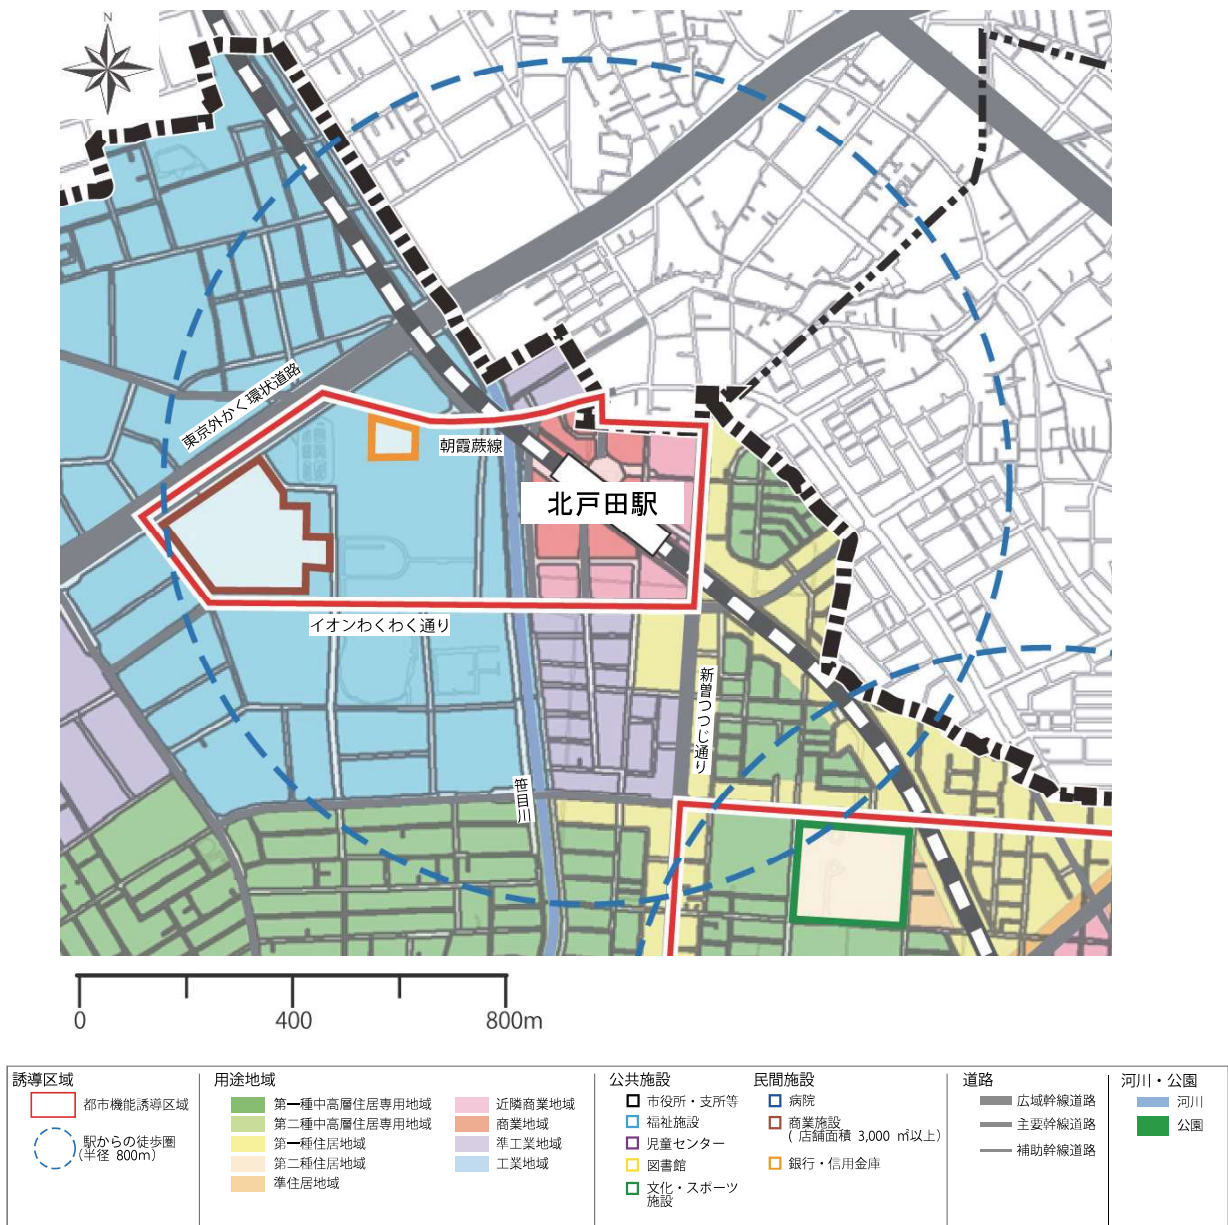 N
東京外かく環状道路
朝霞蕨線
北戸田駅
イオンわくわく通り
新曽つつじ通り
笹目川
0 400 800m
誘導区域
都市機能誘導区域
駅からの徒歩圏
(半径 800m)
用途地域
第一種中高層住居専用地域
第二種中高層住居専用地域
第一種住居地域
第二種住居地域
準住居地域
近隣商業地域
商業地域
準工業地域
工業地域
公共施設
市役所・支所等
福祉施設
児童センター
図書館
文化・スポーツ
施設
民間施設
病院
商業施設
( 店舗面積 3,000 ㎡以上)
銀行・信用金庫
道路
広域幹線道路
主要幹線道路
補助幹線道路
河川・公園
河川
公園